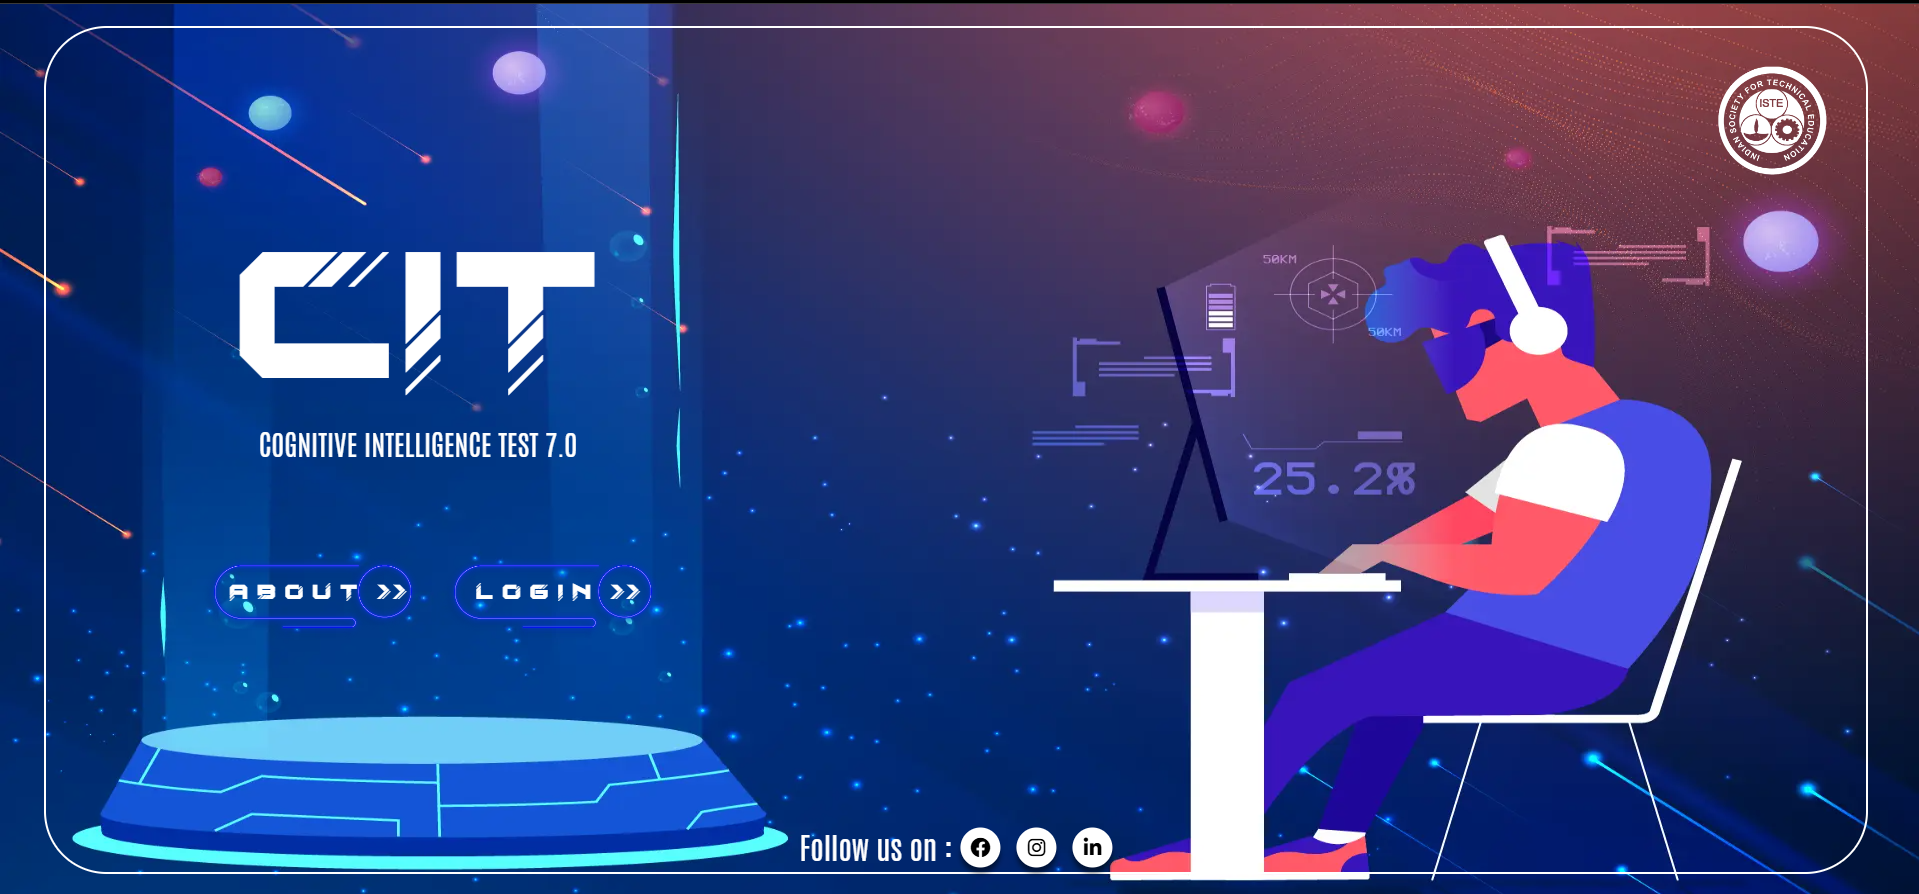 CIT
COGNITIVE INTELLIGENCE TEST 7.0
ABOUT
LOGIN
Follow us on :
INDIAN SOCIETY FOR TECHNICAL EDUCATION
ISTE
50KM
50KM
25.2%